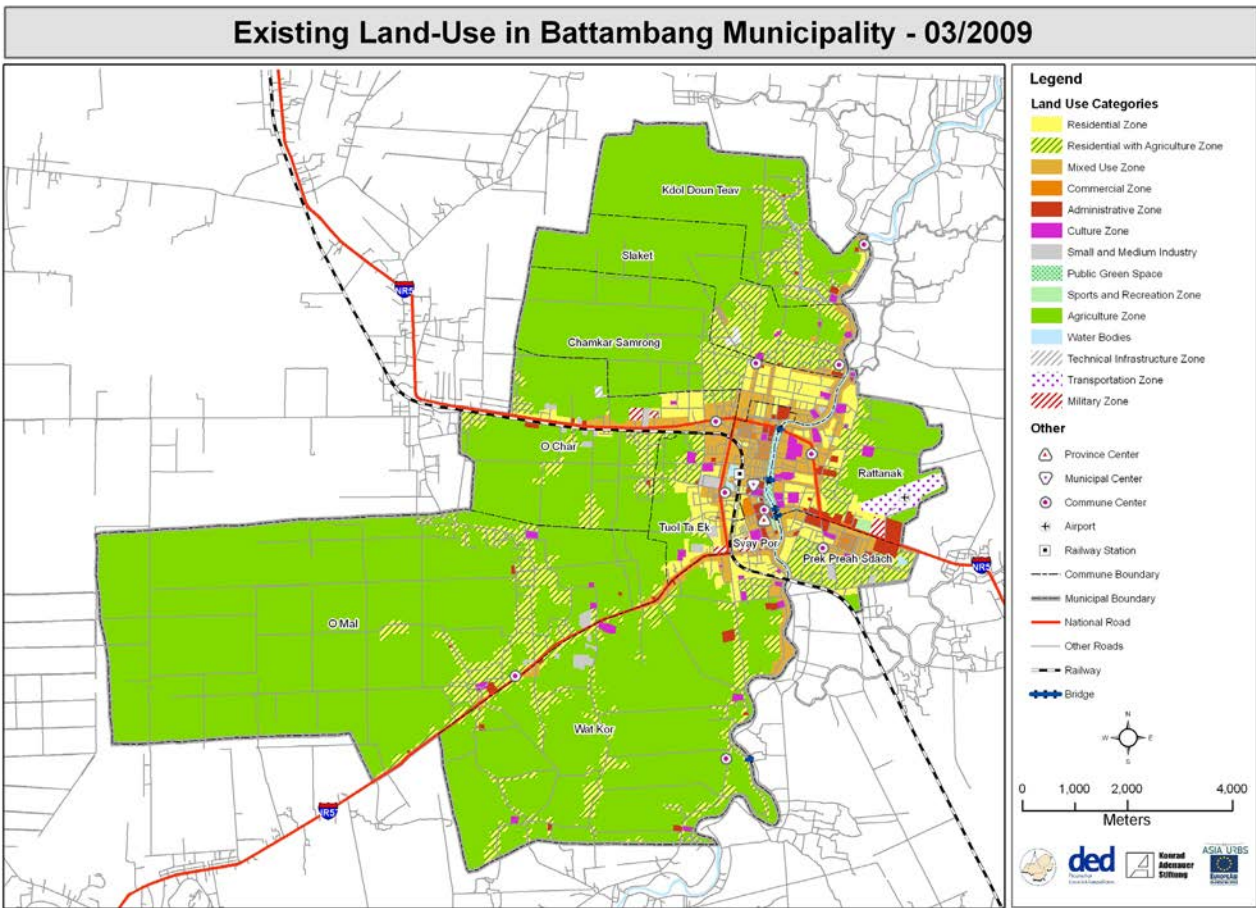 Existing Land-Use in Battambang Municipality - 03/2009
Kdol Doun Teav
Slaket
NR5
Chamkar Samrong
O Char
Rattanak
Tuol Ta Ek
Svay Por
Prek Preah Sdach
NR5
O Mal
Wat Kor
Legend
Land Use Categories
Residential Zone
Residential with Agriculture Zone
Mixed Use Zone
Commercial Zone
Administrative Zone
Culture Zone
Small and Medium Industry
Public Green Space
Sports and Recreation Zone
Agriculture Zone
Water Bodies
Technical Infrastructure Zone
Transportation Zone
Military Zone
Other
Province Center
Municipal Center
Commune Center
Airport
Railway Station
Commune Boundary
Municipal Boundary
National Road
Other Roads
Railway
Bridge
N
W E
S
0 1,000 2,000 4,000
Meters
ded
Konrad
Adenauer
Stiftung
ASIA URBS